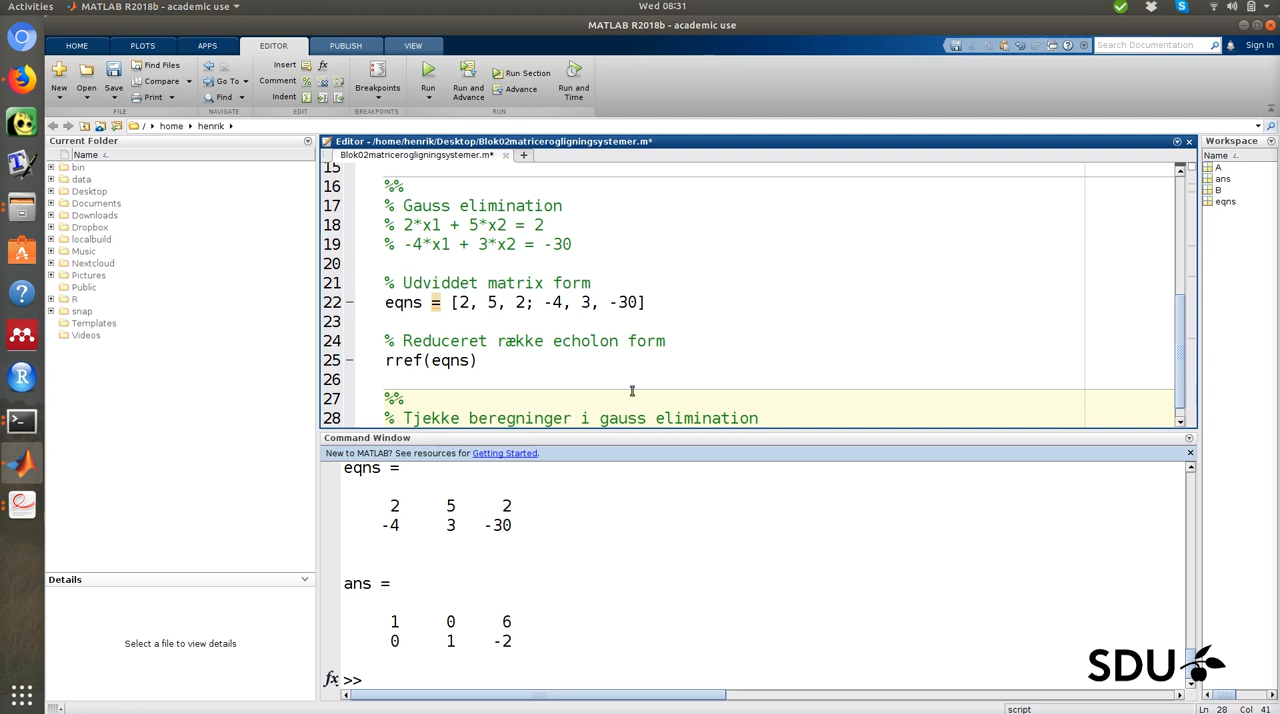 Activities
MATLAB R2018b - academic use
Wed 08:31
MATLAB R2018b - academic use
HOME
PLOTS
APPS
EDITOR
PUBLISH
VIEW
Search Documentation
Sign In
New
Open
Save
Find Files
Compare
Print
Go To
Find
Insert
Comment
Indent
Breakpoints
Run
Run and Advance
Run Section
Advance
Run and Time
FILE
NAVIGATE
EDIT
BREAKPOINTS
RUN
/ home henrik
Current Folder
Name
bin
data
Desktop
Documents
Downloads
Dropbox
localbuild
Music
Nextcloud
Pictures
Public
R
snap
Templates
Videos
Details
Select a file to view details
Editor - /home/henrik/Desktop/Blok02matricerogligningsystemer.m*
Blok02matricerogligningsystemer.m*
15
16 %%
17 % Gauss elimination
18 % 2*x1 + 5*x2 = 2
19 % -4*x1 + 3*x2 = -30
20
21 % Udviddet matrix form
22 eqns = [2, 5, 2; -4, 3, -30]
23
24 % Reduceret række echolon form
25 rref(eqns)
26
27 %%
28 % Tjekke beregninger i gauss elimination
Command Window
New to MATLAB? See resources for Getting Started.
eqns =
2 5 2
-4 3 -30
ans =
1 0 6
0 1 -2
fx >>
Workspace
Name
A
ans
B
eqns
SDU
script
Ln 28 Col 41